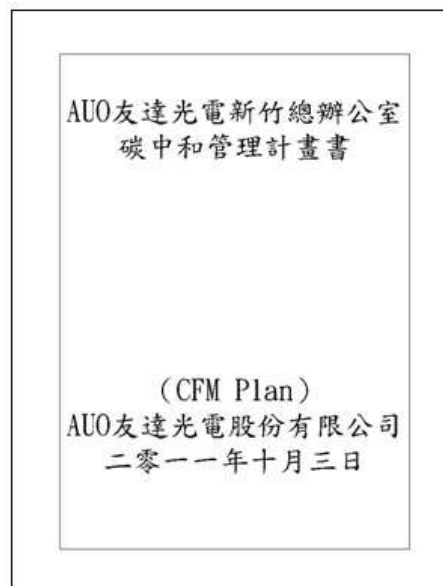 AUO友達光電新竹總辦公室
碳中和管理計畫書
（CFM Plan）
AUO友達光電股份有限公司
二零一一年十月三日